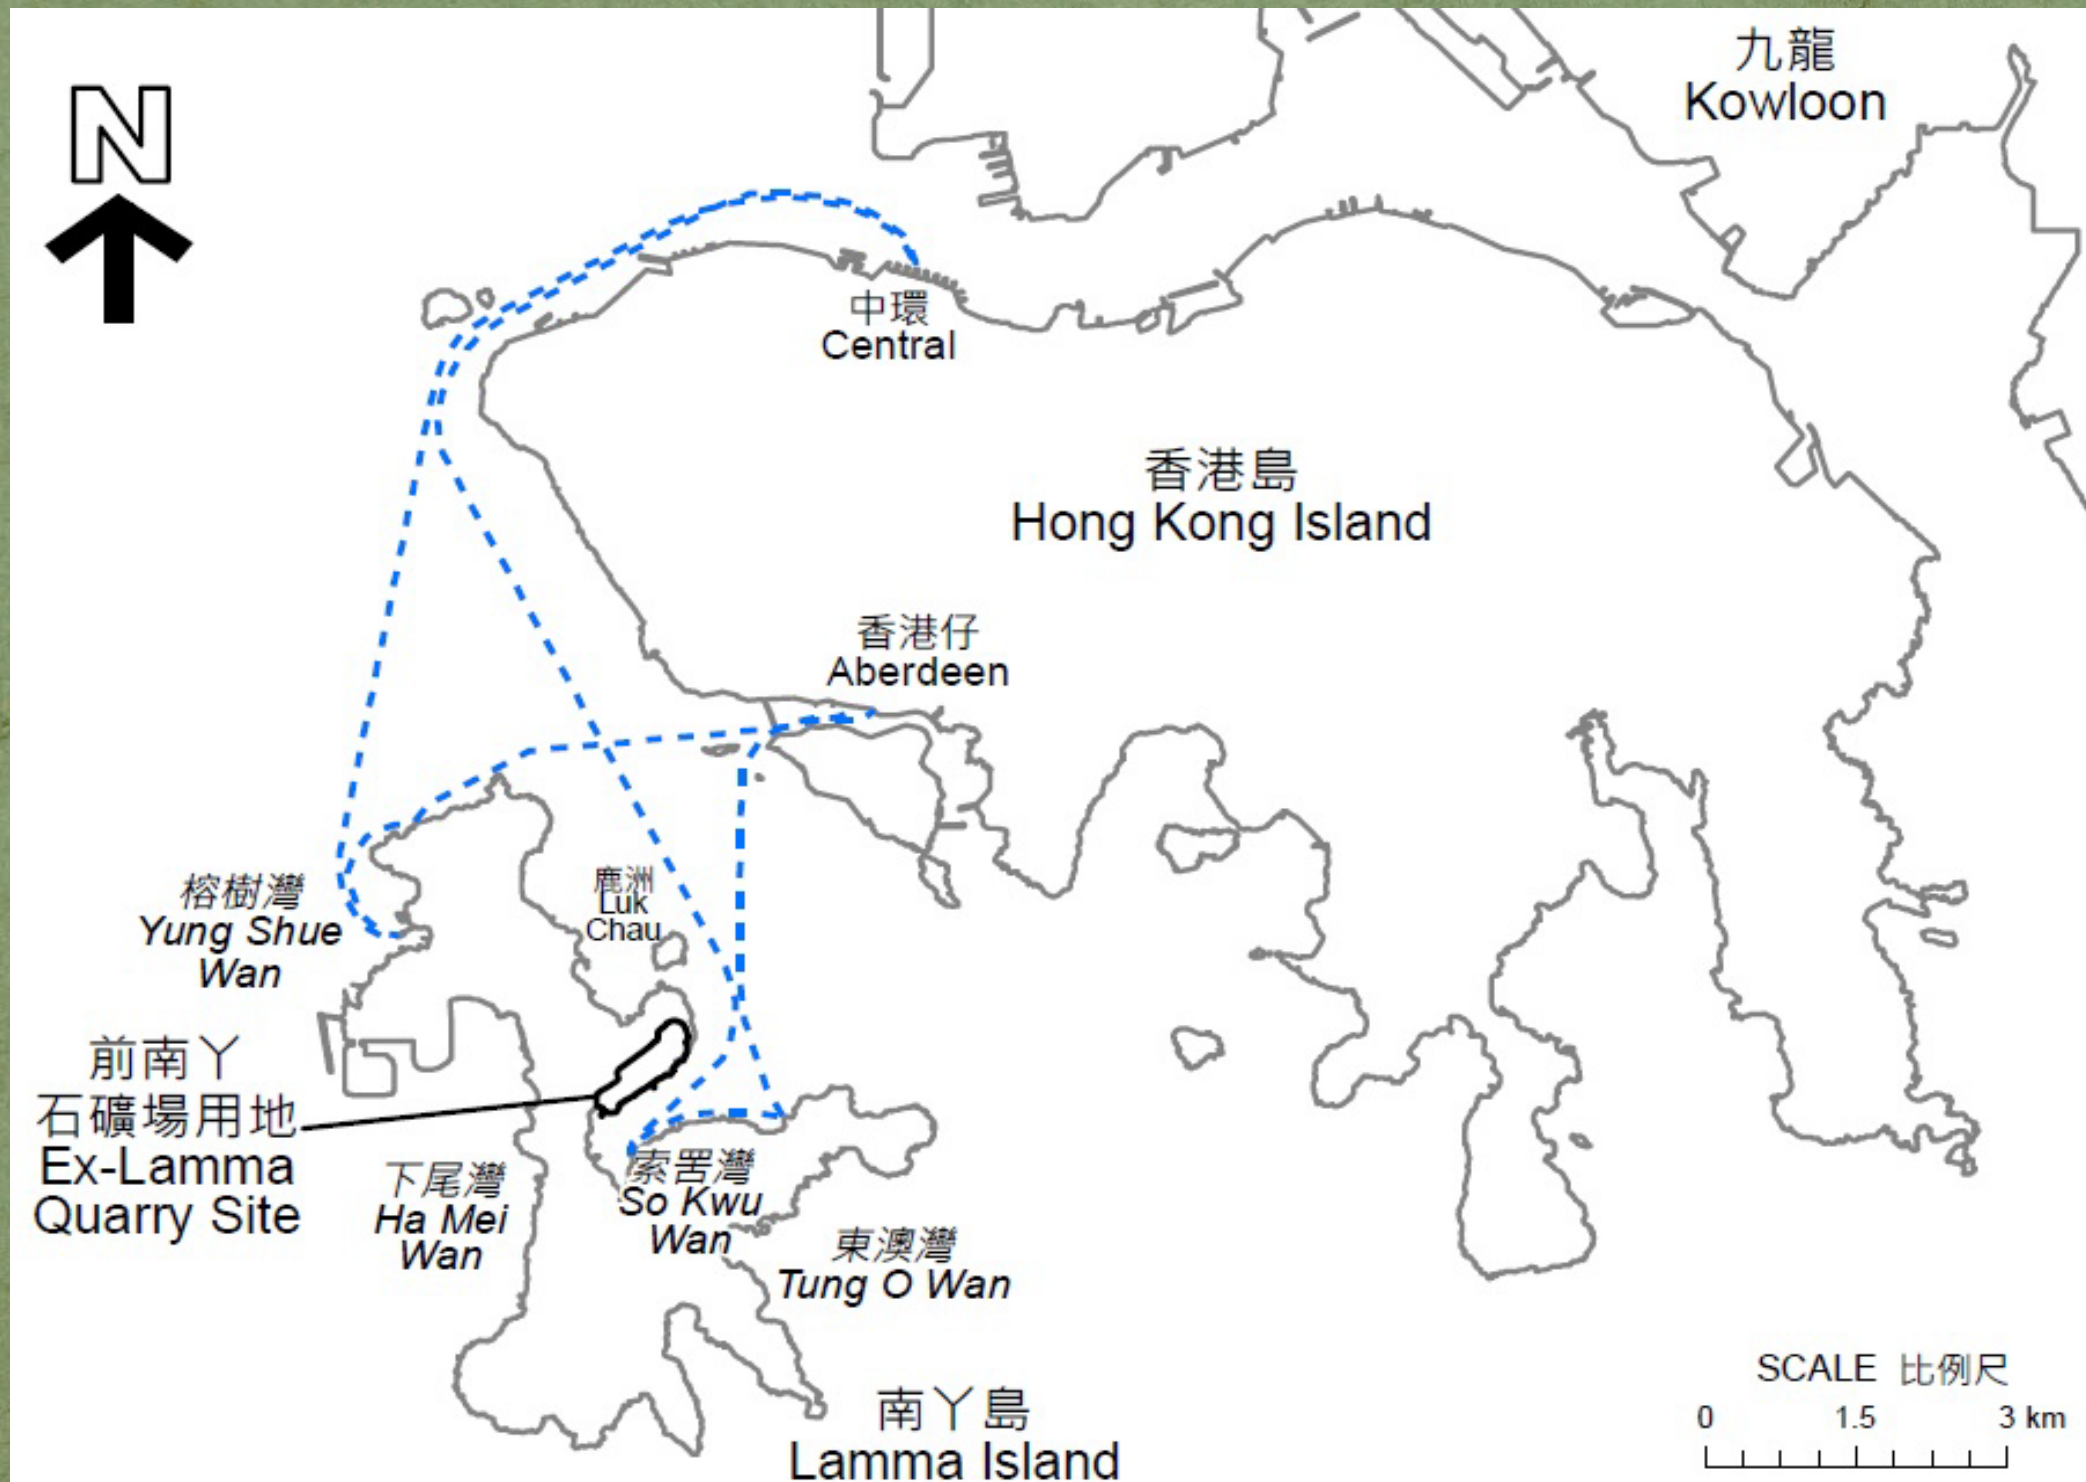 N
九龍
Kowloon
中環
Central
香港島
Hong Kong Island
香港仔
Aberdeen
榕樹灣
Yung Shue
Wan
鹿洲
Luk
Chau
前南丫
石礦場用地
Ex-Lamma
Quarry Site
下尾灣
Ha Mei
Wan
索罟灣
So Kwu
Wan
東澳灣
Tung O Wan
南丫島
Lamma Island
SCALE 比例尺
0 1.5 3 km